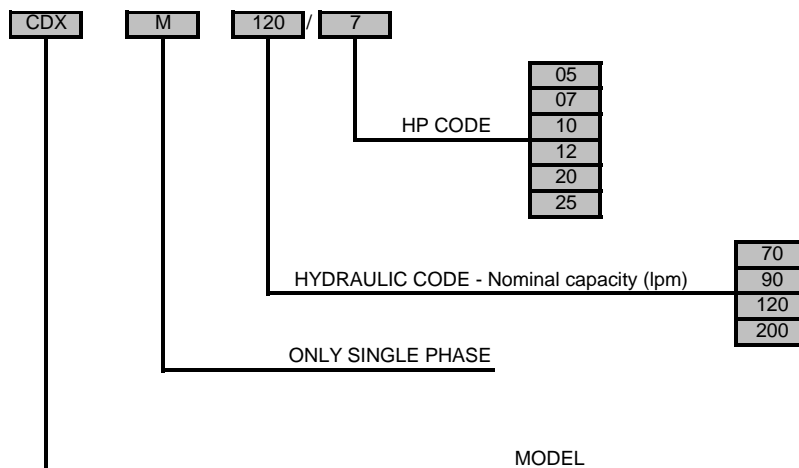 CDX M 120 / 7
05
07
HP CODE 10
12
20
25
70
HYDRAULIC CODE - Nominal capacity (lpm) 90
120
200
ONLY SINGLE PHASE
MODEL